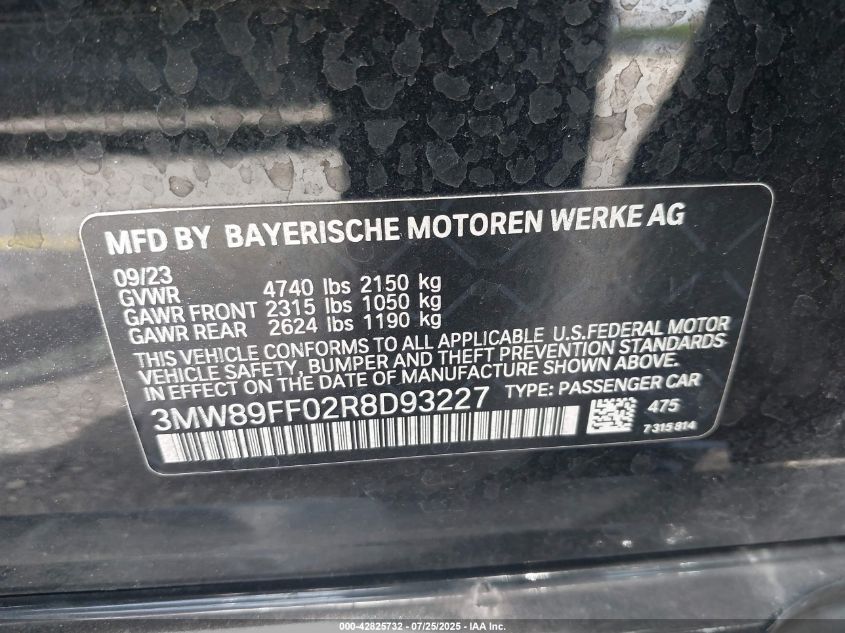 MFD BY BAYERISCHE MOTOREN WERKE AG
09/23
GVWR 4740 lbs 2150 kg
GAWR FRONT 2315 lbs 1050 kg
GAWR REAR 2624 lbs 1190 kg
THIS VEHICLE CONFORMS TO ALL APPLICABLE U.S.FEDERAL MOTOR
VEHICLE SAFETY, BUMPER AND THEFT PREVENTION STANDARDS
IN EFFECT ON THE DATE OF MANUFACTURE SHOWN ABOVE.
3MW89FF02R8D93227 TYPE: PASSENGER CAR
475
7 315 814
000-42825732 - 07/25/2025 - IAA Inc.